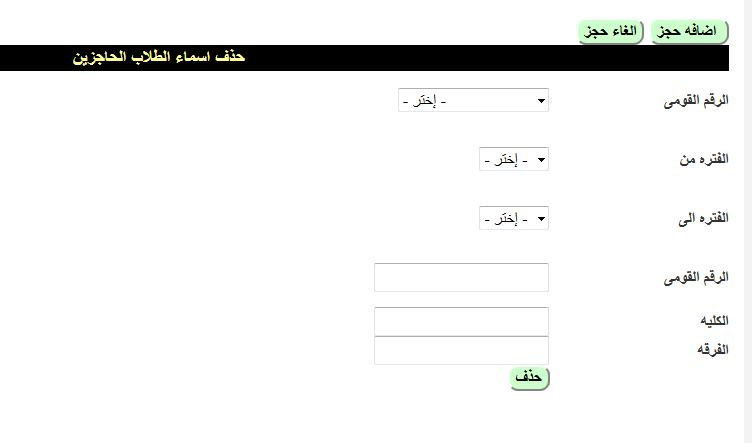 اضافه حجز الغاء حجز
حذف اسماء الطلاب الحاجزين
الرقم القومى - إختر -
الفتره من - إختر -
الفتره الى - إختر -
الرقم القومى
الكليه
الفرقه
حذف